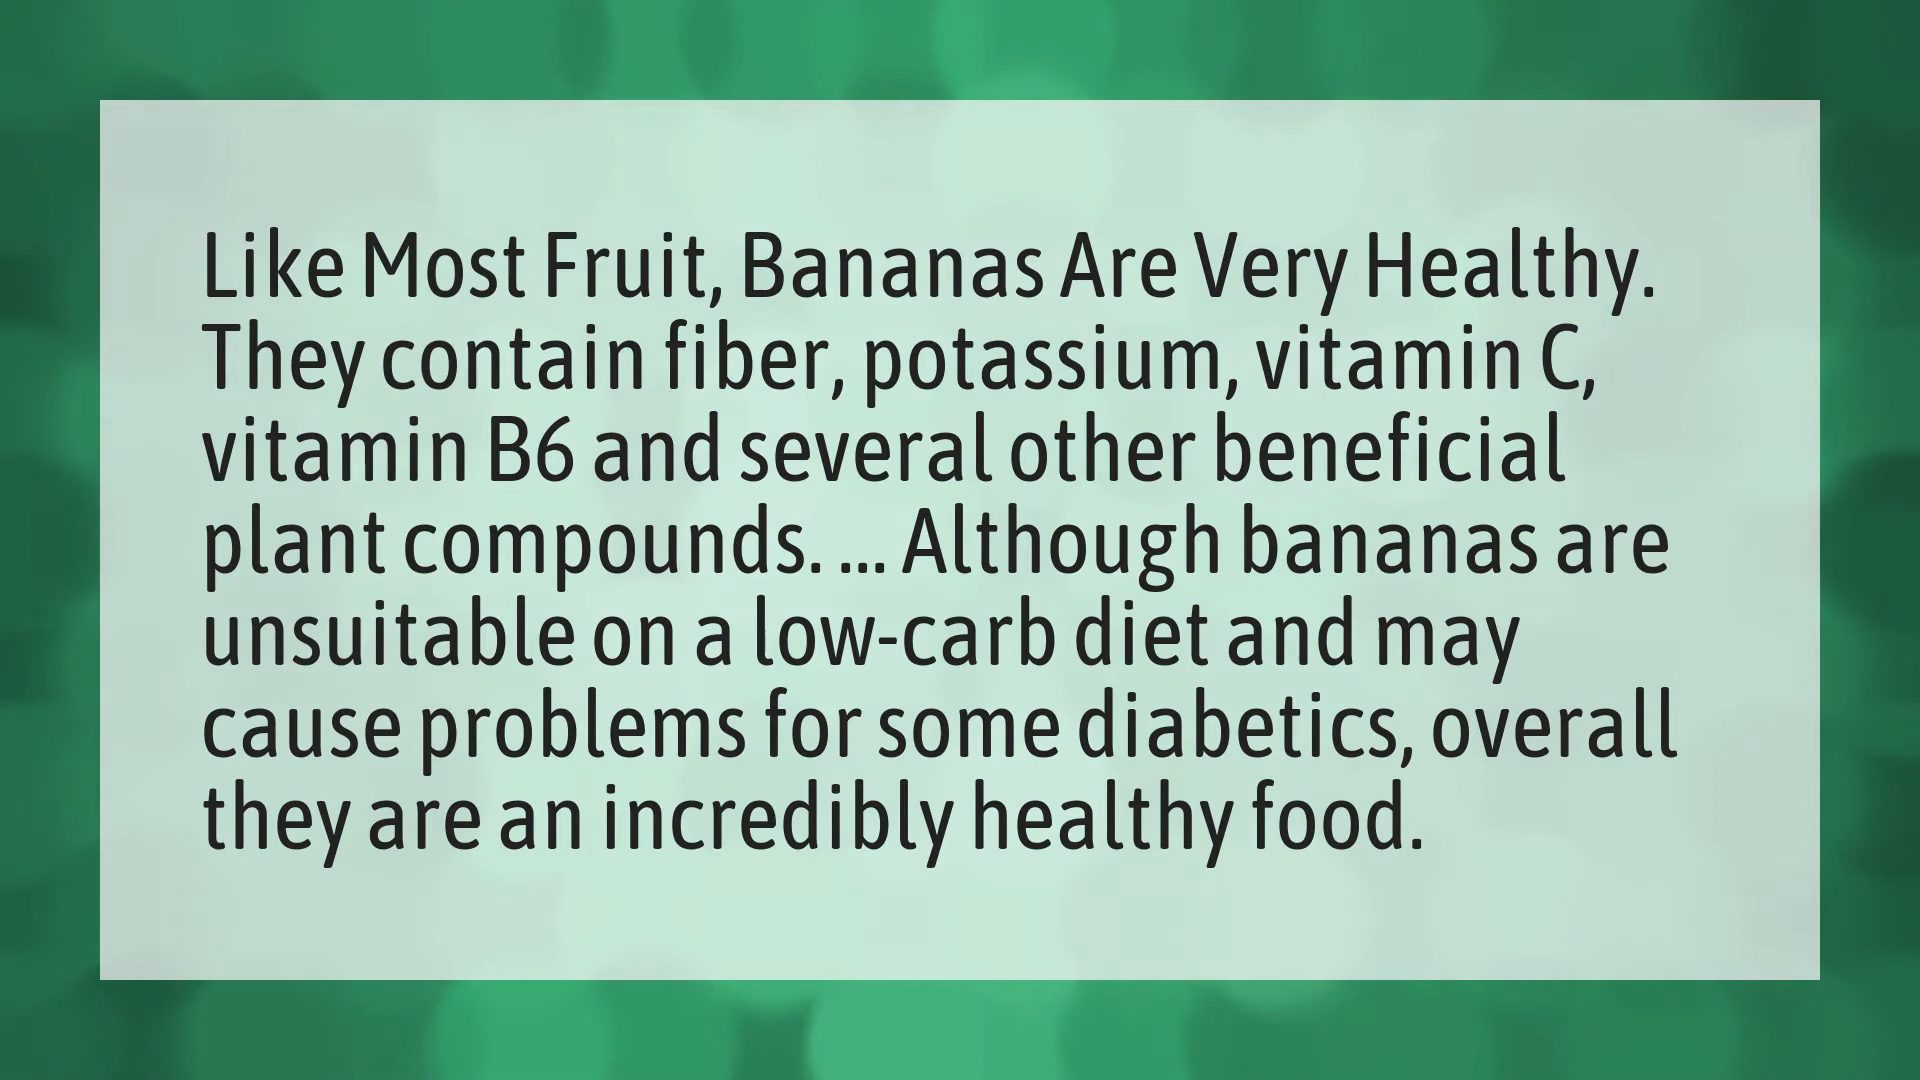 Like Most Fruit, Bananas Are Very Healthy.
They contain fiber, potassium, vitamin C,
vitamin B6 and several other beneficial
plant compounds. ... Although bananas are
unsuitable on a low-carb diet and may
cause problems for some diabetics, overall
they are an incredibly healthy food.